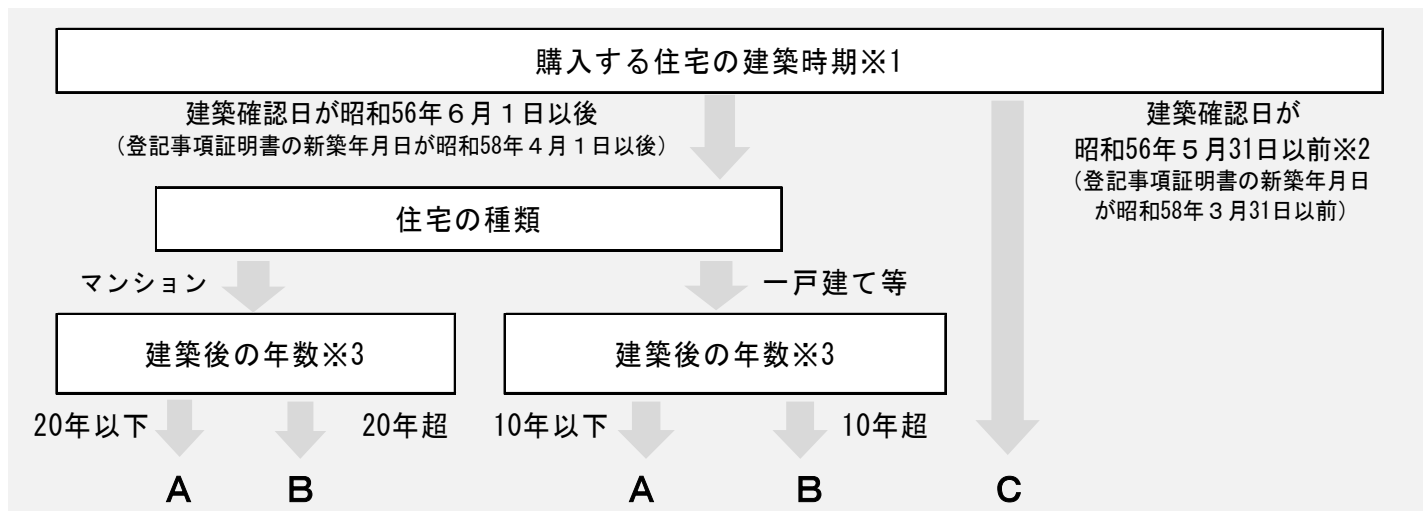 購入する住宅の建築時期※1
建築確認日が昭和56年６月１日以後
（登記事項証明書の新築年月日が昭和58年４月１日以後）
建築確認日が
昭和56年５月31日以前※2
（登記事項証明書の新築年月日
が昭和58年３月31日以前）
住宅の種類
マンション
一戸建て等
建築後の年数※3
建築後の年数※3
20年以下
20年超
10年以下
10年超
A
B
A
B
C